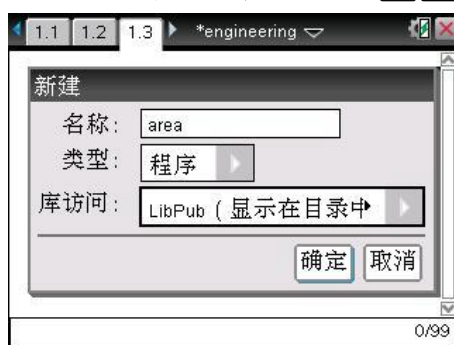 1.1 1.2 1.3 *engineering
新建
名称: area
类型: 程序
库访问: LibPub (显示在目录中
确定 取消
0/99